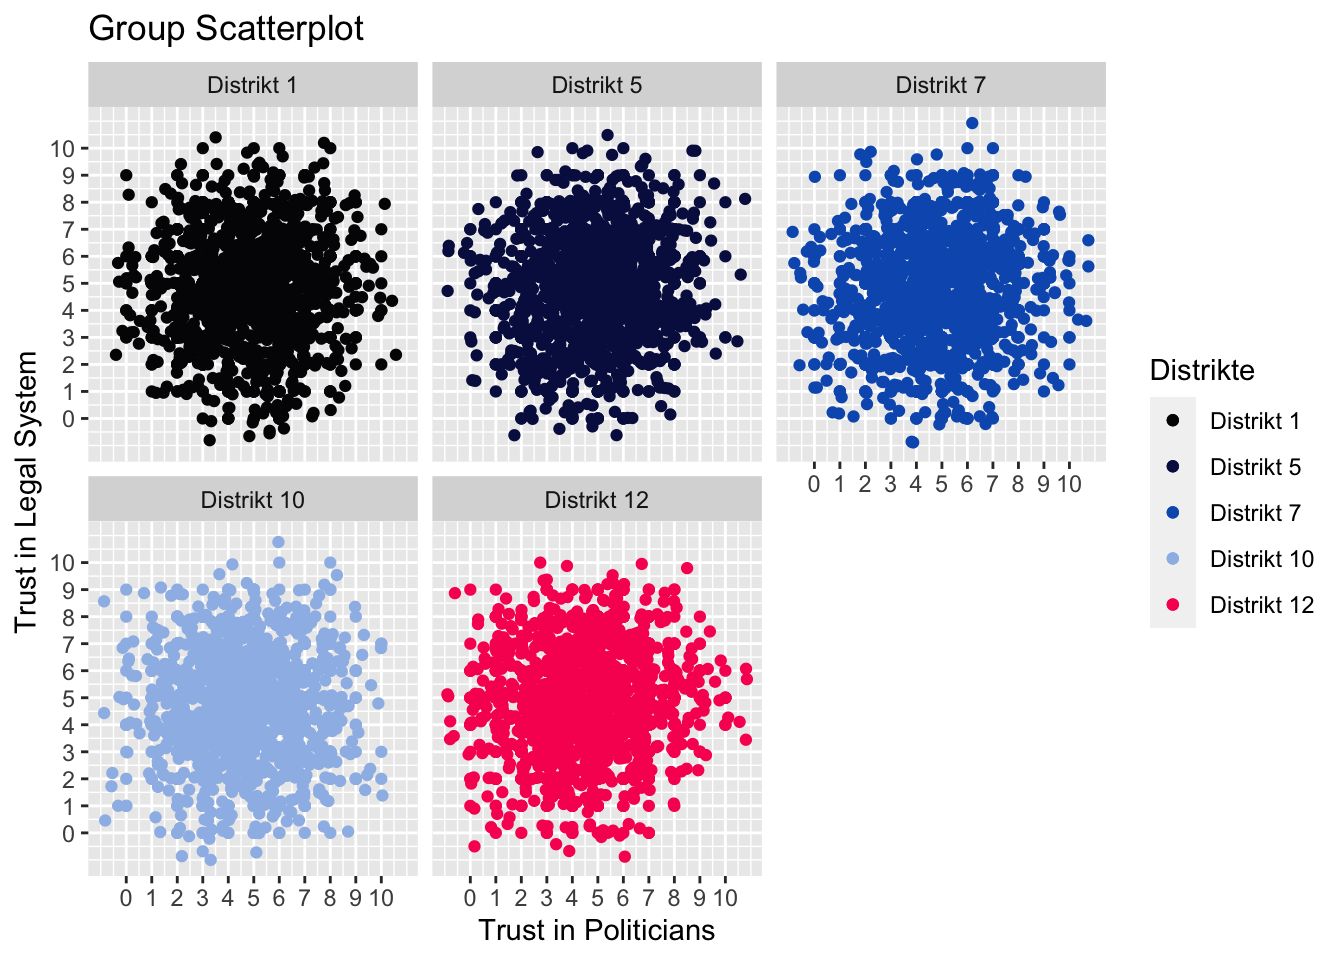 Group Scatterplot
Distrikt 1
Distrikt 5
Distrikt 7
10
9
8
7
6
5
4
3
2
1
0
0 1 2 3 4 5 6 7 8 9 10
Distrikt 10
Distrikt 12
10
9
8
7
6
5
4
3
2
1
0
0 1 2 3 4 5 6 7 8 9 10
0 1 2 3 4 5 6 7 8 9 10
Trust in Legal System
Trust in Politicians
Distrikte
Distrikt 1
Distrikt 5
Distrikt 7
Distrikt 10
Distrikt 12